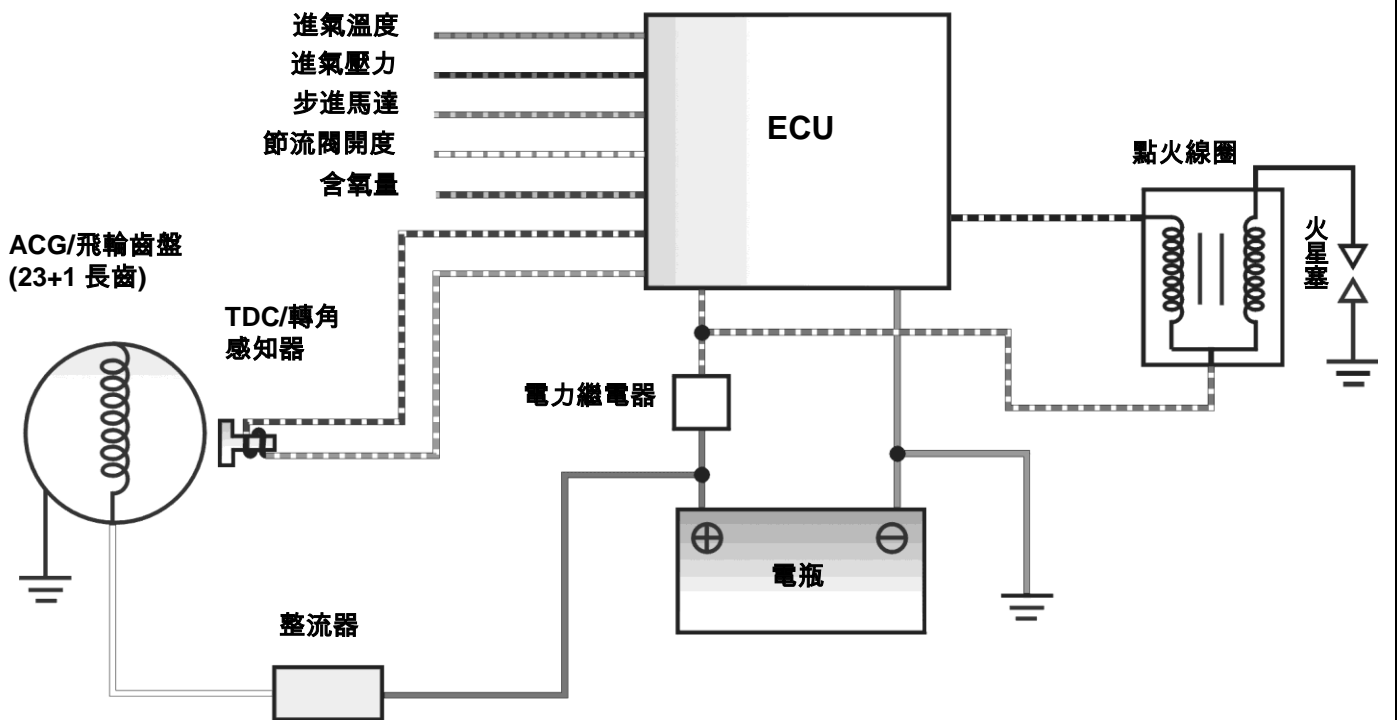 進氣溫度
進氣壓力
步進馬達
節流閥開度
含氧量
ECU
點火線圈
火星塞
ACG/飛輪齒盤
(23+1 長齒)
TDC/轉角
感知器
電力繼電器
電瓶
整流器